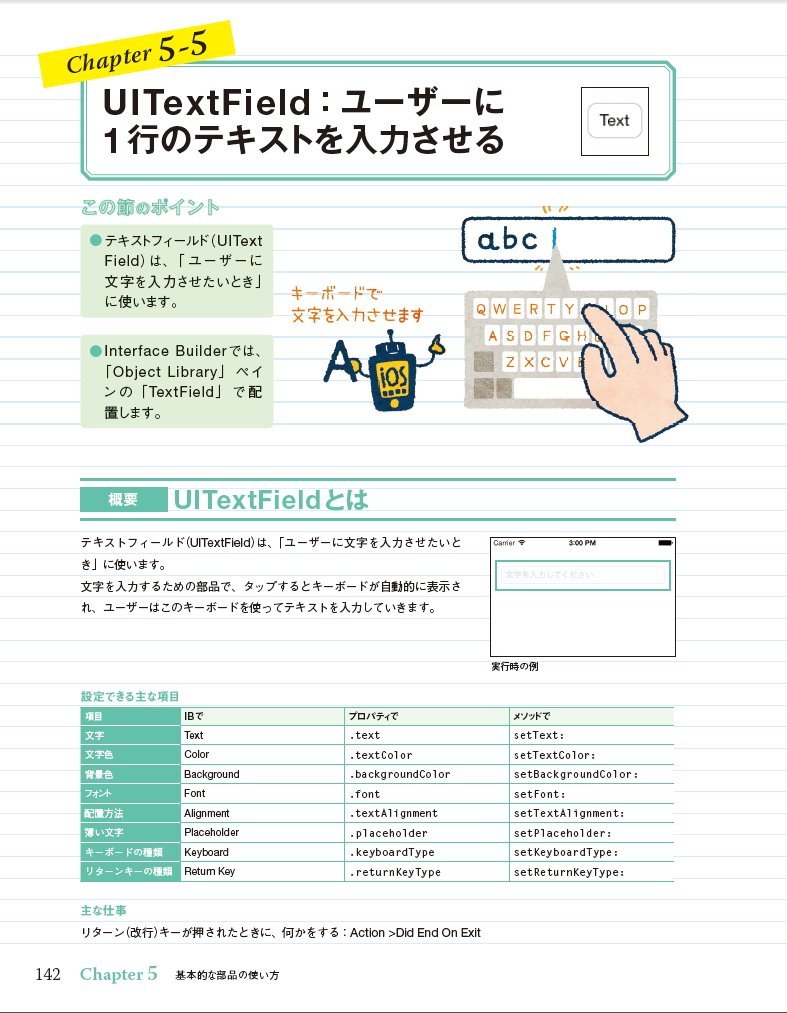 Chapter 5-5
UITextField：ユーザーに
1行のテキストを入力させる
Text
この節のポイント
●テキストフィールド（UIText
Field）は、「ユーザーに
文字を入力させたいとき」
に使います。
●Interface Builderでは、
「Object Library」ペイ
ンの「TextField」で配
置します。
キーボードで
文字を入力させます
A
iOS
abc
Q W E R T Y I O P
A S D F G H
Z X C V
概要 UITextFieldとは
テキストフィールド（UITextField）は、「ユーザーに文字を入力させたいと
き」に使います。
文字を入力するための部品で、タップするとキーボードが自動的に表示さ
れ、ユーザーはこのキーボードを使ってテキストを入力していきます。
Carrier 3:00 PM
文字を入力してください
実行時の例
設定できる主な項目
項目 IBで プロパティで メソッドで
文字 Text .text setText:
文字色 Color .textColor setTextColor:
背景色 Background .backgroundColor setBackgroundColor:
フォント Font .font setFont:
配置方法 Alignment .textAlignment setTextAlignment:
薄い文字 Placeholder .placeholder setPlaceholder:
キーボードの種類 Keyboard .keyboardType setKeyboardType:
リターンキーの種類 Return Key .returnKeyType setReturnKeyType:
主な仕事
リターン（改行）キーが押されたときに、何かをする：Action >Did End On Exit
142 Chapter 5 基本的な部品の使い方